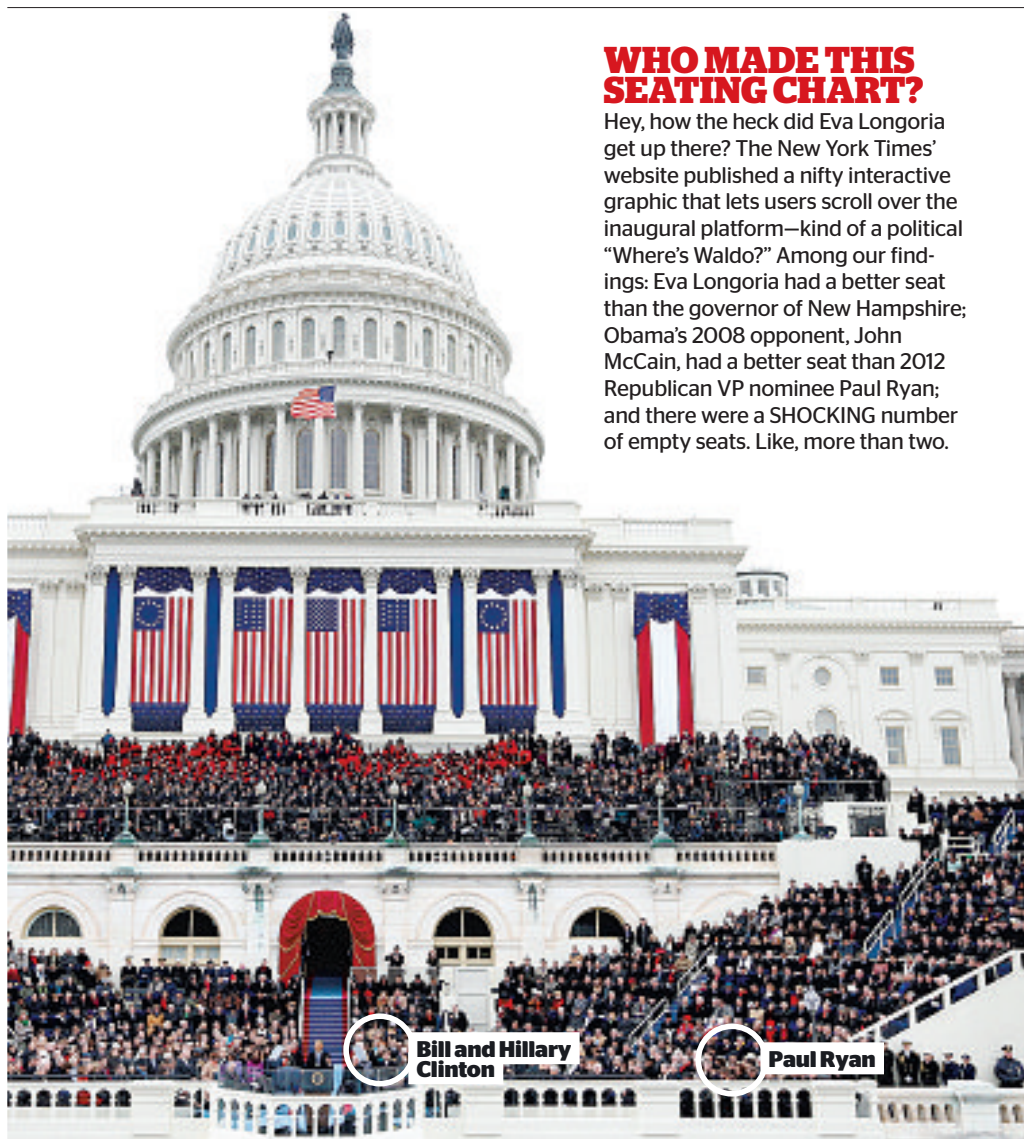 WHO MADE THIS
SEATING CHART?
Hey, how the heck did Eva Longoria
get up there? The New York Times’
website published a nifty interactive
graphic that lets users scroll over the
inaugural platform—kind of a political
“Where’s Waldo?” Among our find-
ings: Eva Longoria had a better seat
than the governor of New Hampshire;
Obama’s 2008 opponent, John
McCain, had a better seat than 2012
Republican VP nominee Paul Ryan;
and there were a SHOCKING number
of empty seats. Like, more than two.
Bill and Hillary
Clinton
Paul Ryan